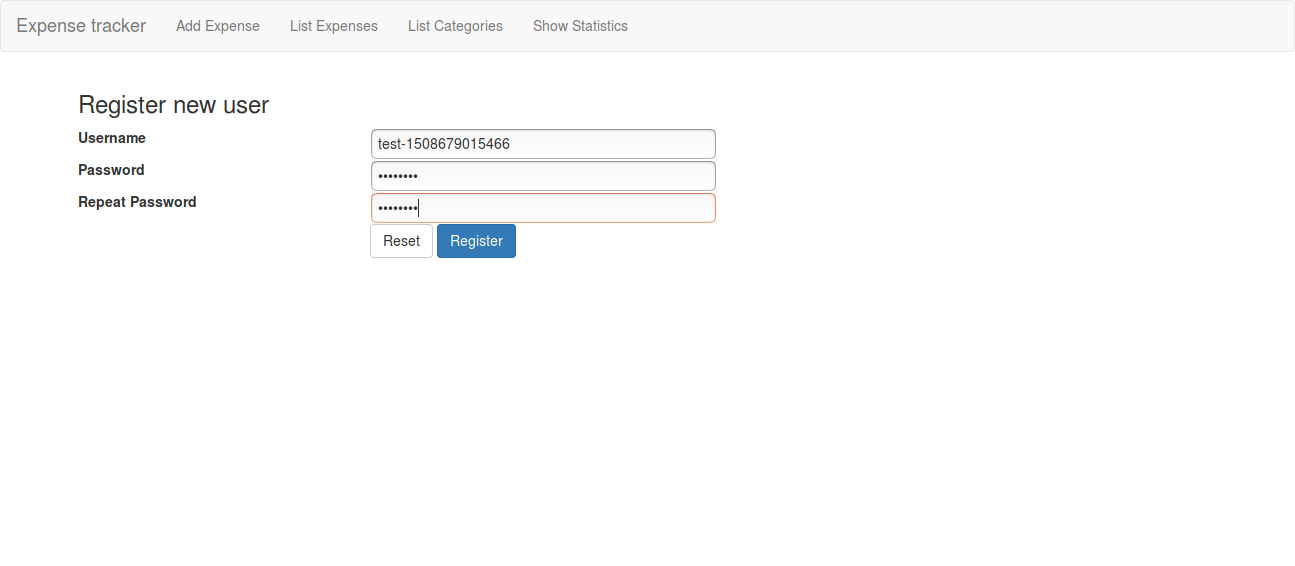 Expense tracker Add Expense List Expenses List Categories Show Statistics
Register new user
Username test-1508679015466
Password ••••••••
Repeat Password ••••••••
Reset Register